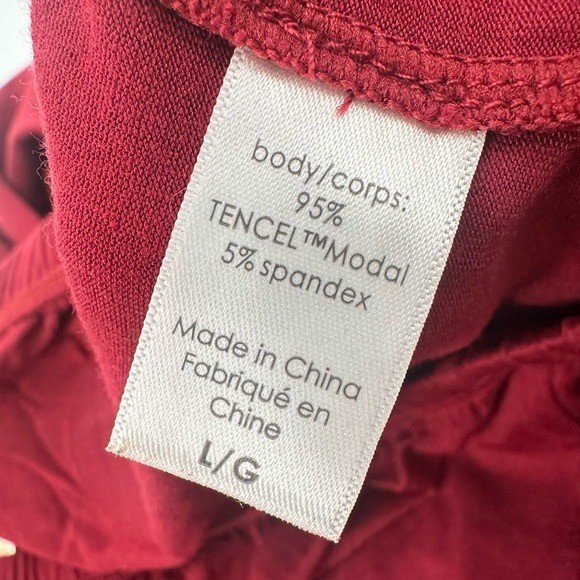 body/corps:
95%
TENCEL™Modal
5% spandex
Made in China
Fabriqué en
Chine
L/G